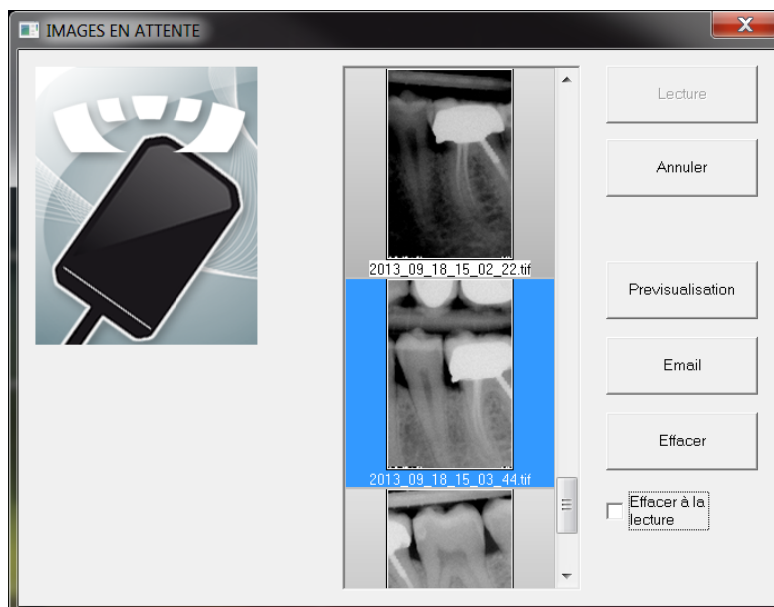 IMAGES EN ATTENTE
Lecture
Annuler
2013_09_18_15_02_22.tif
Previsualisation
Email
Effacer
2013_09_18_15_03_44.tif
Effacer à la
lecture